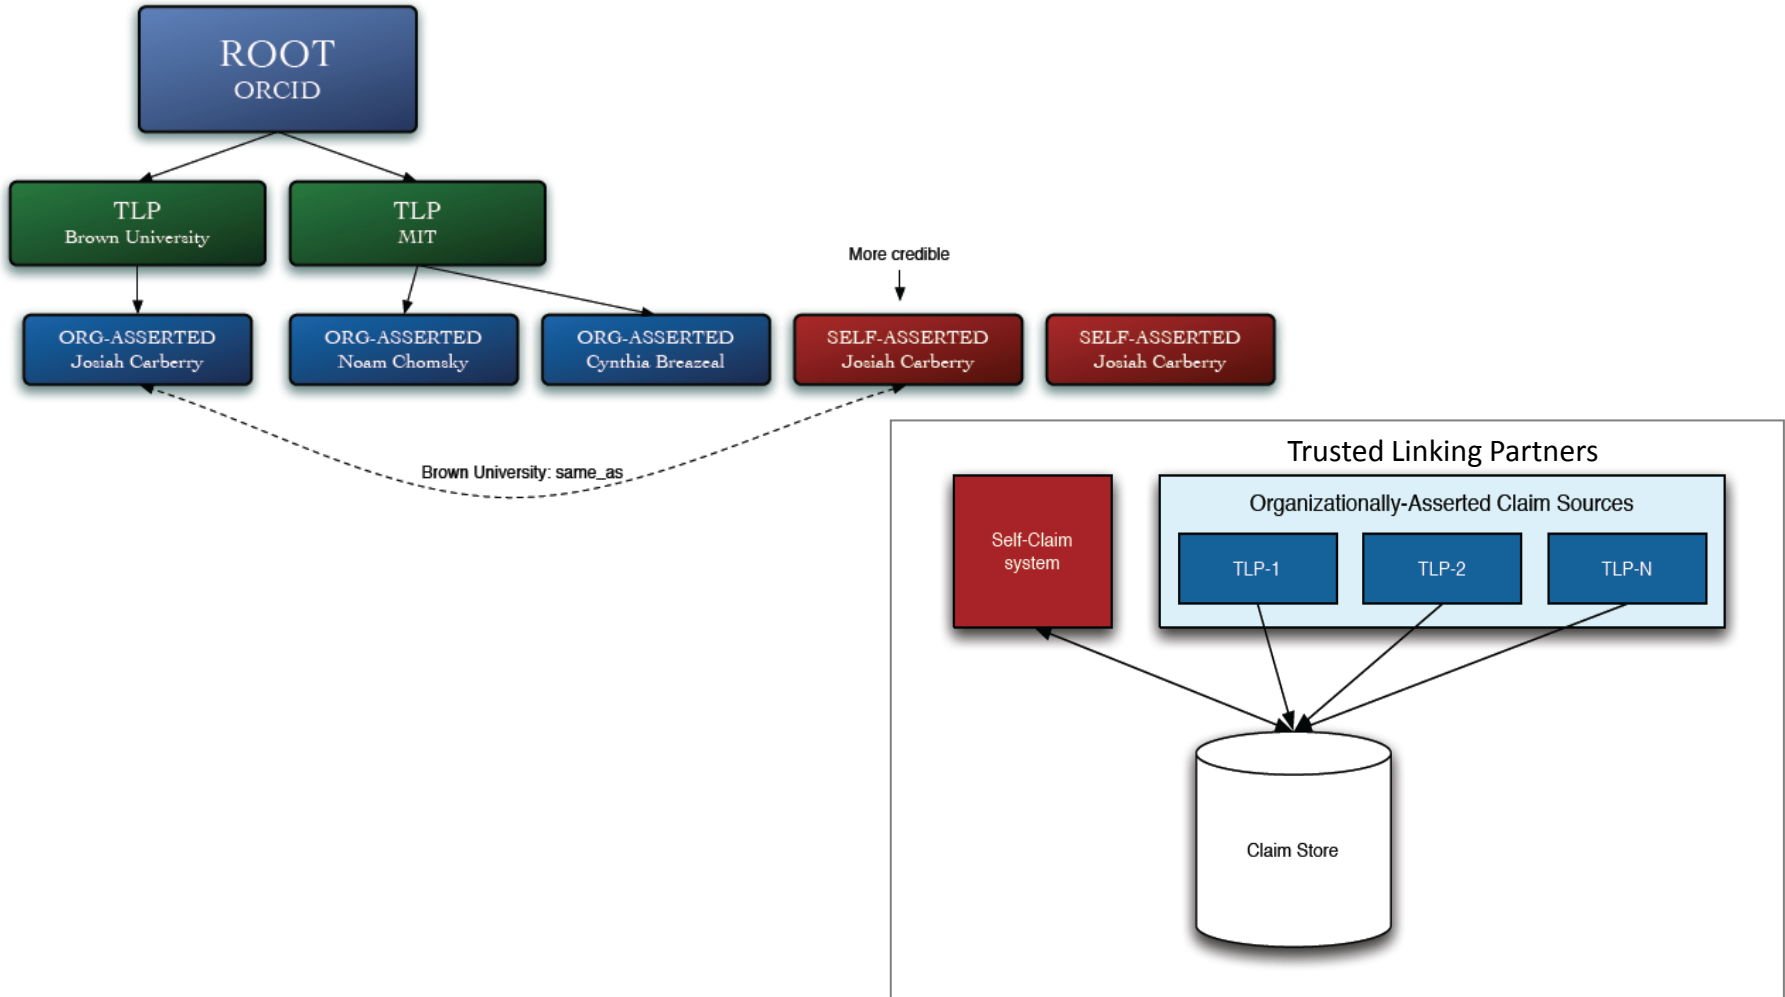 ROOT
ORCID
TLP
Brown University
TLP
MIT
More credible
ORG-ASSERTED
Josiah Carberry
ORG-ASSERTED
Noam Chomsky
ORG-ASSERTED
Cynthia Breazeal
SELF-ASSERTED
Josiah Carberry
SELF-ASSERTED
Josiah Carberry
Brown University: same_as
Trusted Linking Partners
Organizationally-Asserted Claim Sources
Self-Claim
system
TLP-1
TLP-2
TLP-N
Claim Store